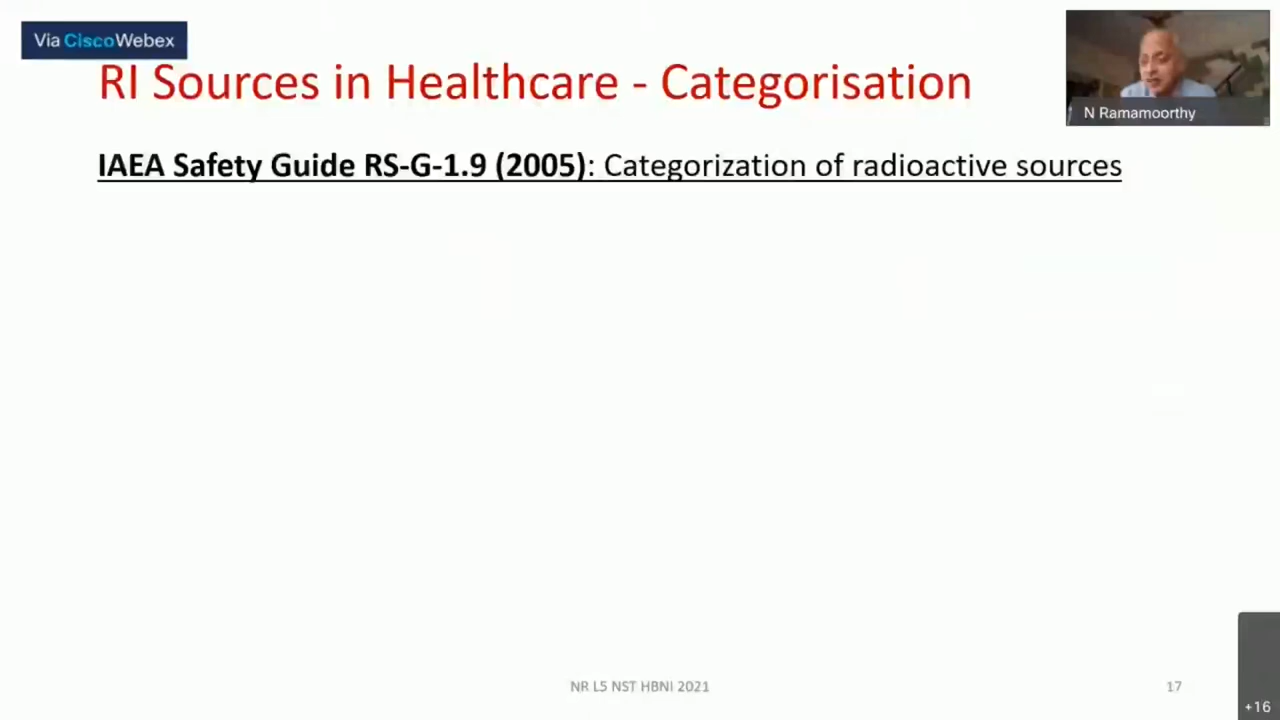 Via CiscoWebex
RI Sources in Healthcare - Categorisation
N Ramamoorthy
IAEA Safety Guide RS-G-1.9 (2005): Categorization of radioactive sources
NR L5 NST HBNI 2021
17
+16